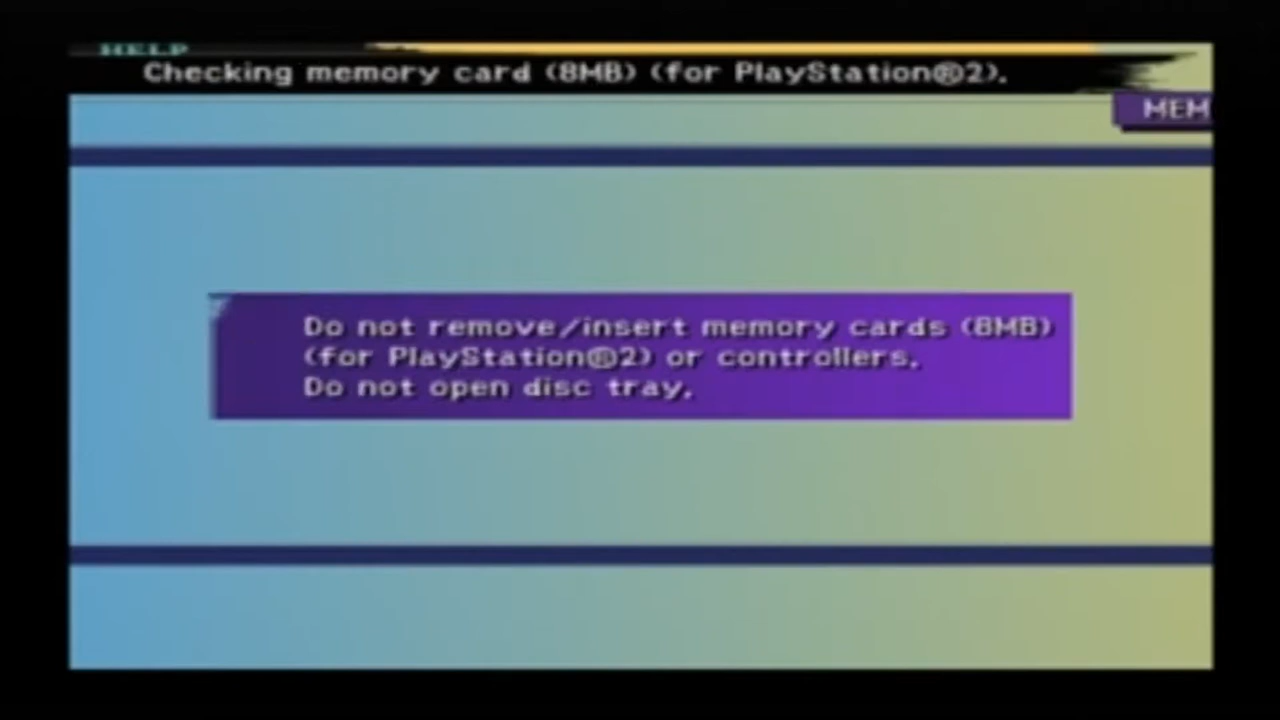 HELP
Checking memory card (8MB) (for PlayStation®2).
MEM
Do not remove/insert memory cards (8MB)
(for PlayStation®2) or controllers.
Do not open disc tray.